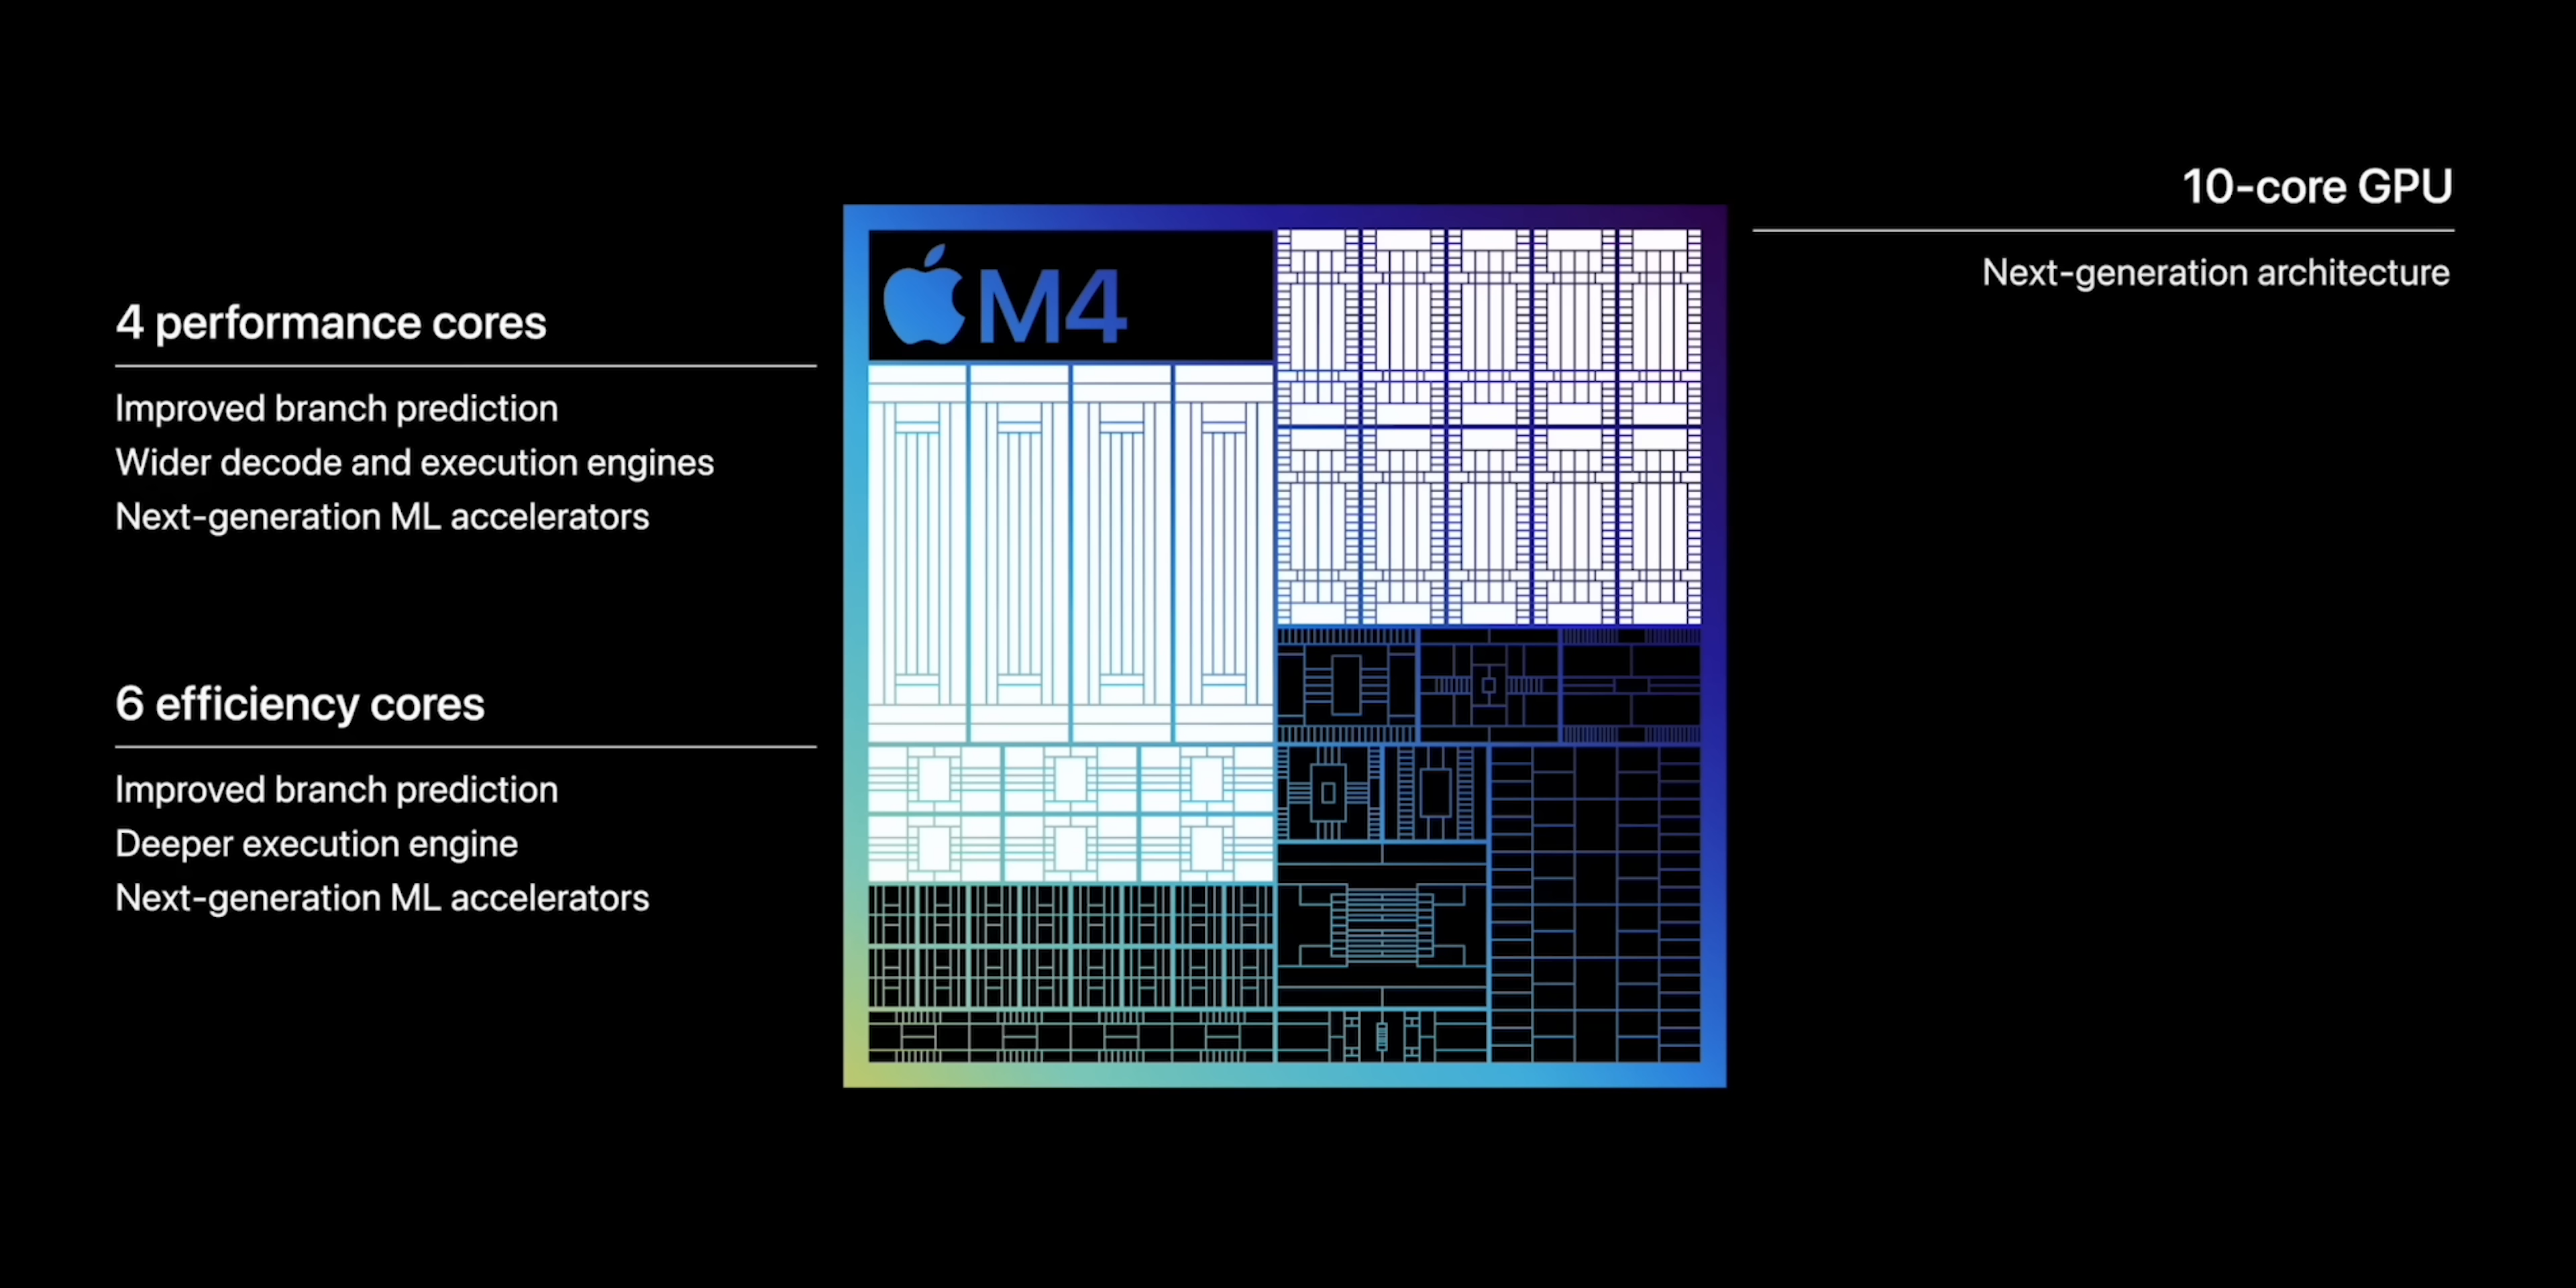 M4
4 performance cores
Improved branch prediction
Wider decode and execution engines
Next-generation ML accelerators
6 efficiency cores
Improved branch prediction
Deeper execution engine
Next-generation ML accelerators
10-core GPU
Next-generation architecture